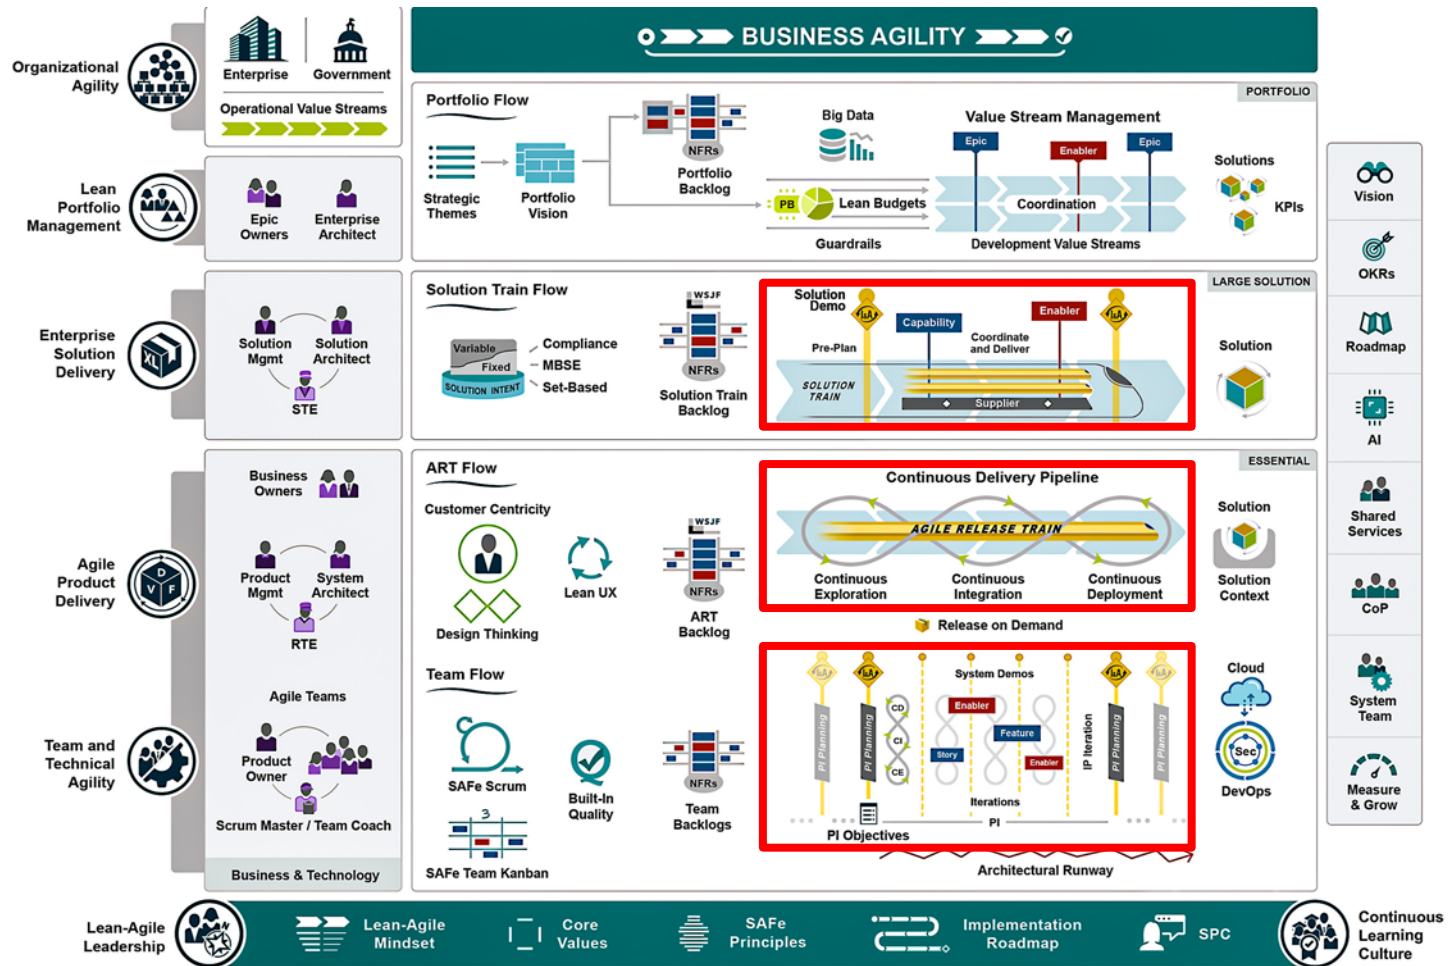 BUSINESS AGILITY
Organizational
Agility
Enterprise
Government
Operational Value Streams
Lean
Portfolio
Management
Epic
Owners
Enterprise
Architect
PORTFOLIO
Portfolio Flow
Strategic
Themes
Portfolio
Vision
NFRs
Portfolio
Backlog
Big Data
PB
Lean Budgets
Guardrails
Value Stream Management
Epic
Enabler
Epic
Coordination
Development Value Streams
Solutions
KPIs
Enterprise
Solution
Delivery
XL
Solution
Mgmt
Solution
Architect
STE
LARGE SOLUTION
Solution Train Flow
Variable
Fixed
SOLUTION INTENT
Compliance
MBSE
Set-Based
WSJF
NFRs
Solution Train
Backlog
Solution
Demo
I&A
Pre-Plan
Capability
Coordinate
and Deliver
Enabler
I&A
SOLUTION
TRAIN
Supplier
Solution
Agile
Product
Delivery
D
V F
Business
Owners
Product
Mgmt
System
Architect
RTE
ESSENTIAL
ART Flow
Customer Centricity
Lean UX
Design Thinking
WSJF
NFRs
ART
Backlog
Continuous Delivery Pipeline
AGILE RELEASE TRAIN
Continuous
Exploration
Continuous
Integration
Continuous
Deployment
Release on Demand
Solution
Solution
Context
Team and
Technical
Agility
Agile Teams
Product
Owner
Scrum Master / Team Coach
Business & Technology
Team Flow
SAFe Scrum
Built-In
Quality
3
SAFe Team Kanban
NFRs
Team
Backlogs
I&A
I&A
System Demos
I&A
I&A
PI Planning
PI Planning
CD
CI
CE
Enabler
Story
Feature
Enabler
IP Iteration
PI Planning
PI Planning
Iterations
PI
PI Objectives
Architectural Runway
Cloud
Sec
DevOps
Vision
OKRs
Roadmap
AI
Shared
Services
CoP
System
Team
Measure
& Grow
Lean-Agile
Leadership
Lean-Agile
Mindset
Core
Values
SAFe
Principles
Implementation
Roadmap
SPC
Continuous
Learning
Culture